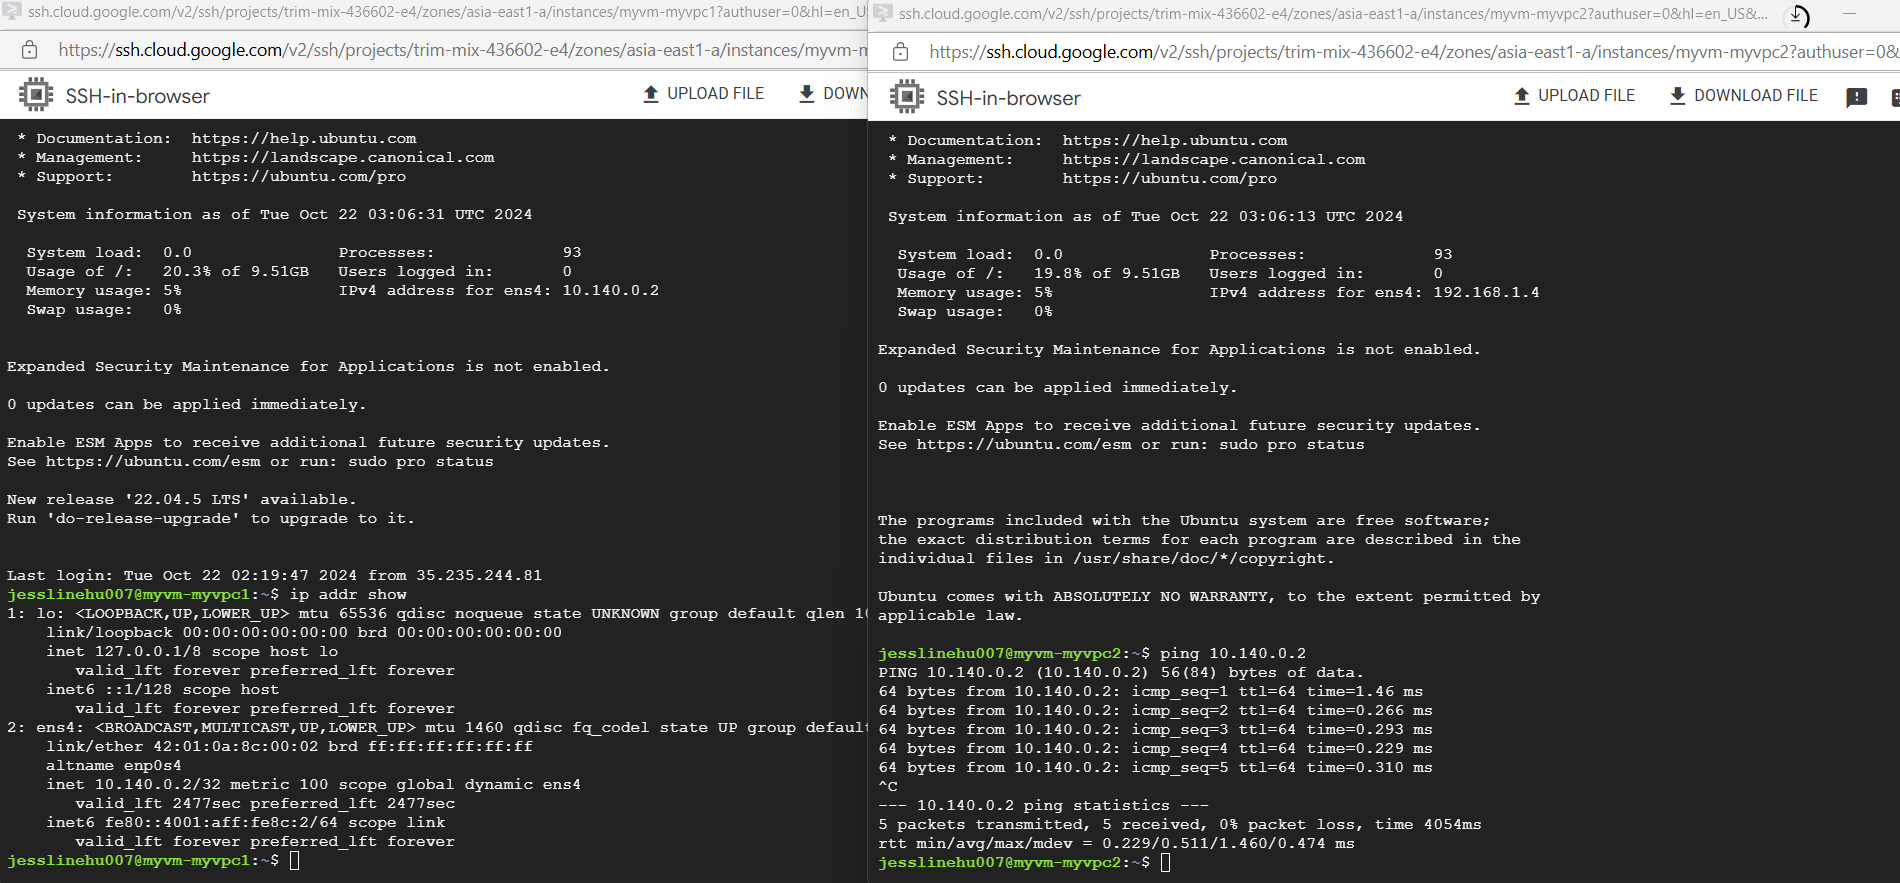 ssh.cloud.google.com/v2/ssh/projects/trim-mix-436602-e4/zones/asia-east1-a/instances/myvm-myvpc1?authuser=0&hl=en_U
https://ssh.cloud.google.com/v2/ssh/projects/trim-mix-436602-e4/zones/asia-east1-a/instances/myvm-m
SSH-in-browser
UPLOAD FILE
DOWN
* Documentation:  https://help.ubuntu.com
* Management:     https://landscape.canonical.com
* Support:        https://ubuntu.com/pro
System information as of Tue Oct 22 03:06:31 UTC 2024
System load:  0.0               Processes:             93
Usage of /:   20.3% of 9.51GB   Users logged in:       0
Memory usage: 5%                IPv4 address for ens4: 10.140.0.2
Swap usage:   0%
Expanded Security Maintenance for Applications is not enabled.
0 updates can be applied immediately.
Enable ESM Apps to receive additional future security updates.
See https://ubuntu.com/esm or run: sudo pro status
New release '22.04.5 LTS' available.
Run 'do-release-upgrade' to upgrade to it.
Last login: Tue Oct 22 02:19:47 2024 from 35.235.244.81
jesslinehu007@myvm-myvpc1:~$ ip addr show
1: lo: <LOOPBACK,UP,LOWER_UP> mtu 65536 qdisc noqueue state UNKNOWN group default qlen 10
link/loopback 00:00:00:00:00:00 brd 00:00:00:00:00:00
inet 127.0.0.1/8 scope host lo
valid_lft forever preferred_lft forever
inet6 ::1/128 scope host
valid_lft forever preferred_lft forever
2: ens4: <BROADCAST,MULTICAST,UP,LOWER_UP> mtu 1460 qdisc fq_codel state UP group default
link/ether 42:01:0a:8c:00:02 brd ff:ff:ff:ff:ff:ff
altname enp0s4
inet 10.140.0.2/32 metric 100 scope global dynamic ens4
valid_lft 2477sec preferred_lft 2477sec
inet6 fe80::4001:aff:fe8c:2/64 scope link
valid_lft forever preferred_lft forever
jesslinehu007@myvm-myvpc1:~$
ssh.cloud.google.com/v2/ssh/projects/trim-mix-436602-e4/zones/asia-east1-a/instances/myvm-myvpc2?authuser=0&hl=en_US&...
https://ssh.cloud.google.com/v2/ssh/projects/trim-mix-436602-e4/zones/asia-east1-a/instances/myvm-myvpc2?authuser=0&
SSH-in-browser
UPLOAD FILE
DOWNLOAD FILE
* Documentation:  https://help.ubuntu.com
* Management:     https://landscape.canonical.com
* Support:        https://ubuntu.com/pro
System information as of Tue Oct 22 03:06:13 UTC 2024
System load:  0.0               Processes:             93
Usage of /:   19.8% of 9.51GB   Users logged in:       0
Memory usage: 5%                IPv4 address for ens4: 192.168.1.4
Swap usage:   0%
Expanded Security Maintenance for Applications is not enabled.
0 updates can be applied immediately.
Enable ESM Apps to receive additional future security updates.
See https://ubuntu.com/esm or run: sudo pro status
The programs included with the Ubuntu system are free software;
the exact distribution terms for each program are described in the
individual files in /usr/share/doc/*/copyright.
Ubuntu comes with ABSOLUTELY NO WARRANTY, to the extent permitted by
applicable law.
jesslinehu007@myvm-myvpc2:~$ ping 10.140.0.2
PING 10.140.0.2 (10.140.0.2) 56(84) bytes of data.
64 bytes from 10.140.0.2: icmp_seq=1 ttl=64 time=1.46 ms
64 bytes from 10.140.0.2: icmp_seq=2 ttl=64 time=0.266 ms
64 bytes from 10.140.0.2: icmp_seq=3 ttl=64 time=0.293 ms
64 bytes from 10.140.0.2: icmp_seq=4 ttl=64 time=0.229 ms
64 bytes from 10.140.0.2: icmp_seq=5 ttl=64 time=0.310 ms
^C
--- 10.140.0.2 ping statistics ---
5 packets transmitted, 5 received, 0% packet loss, time 4054ms
rtt min/avg/max/mdev = 0.229/0.511/1.460/0.474 ms
jesslinehu007@myvm-myvpc2:~$